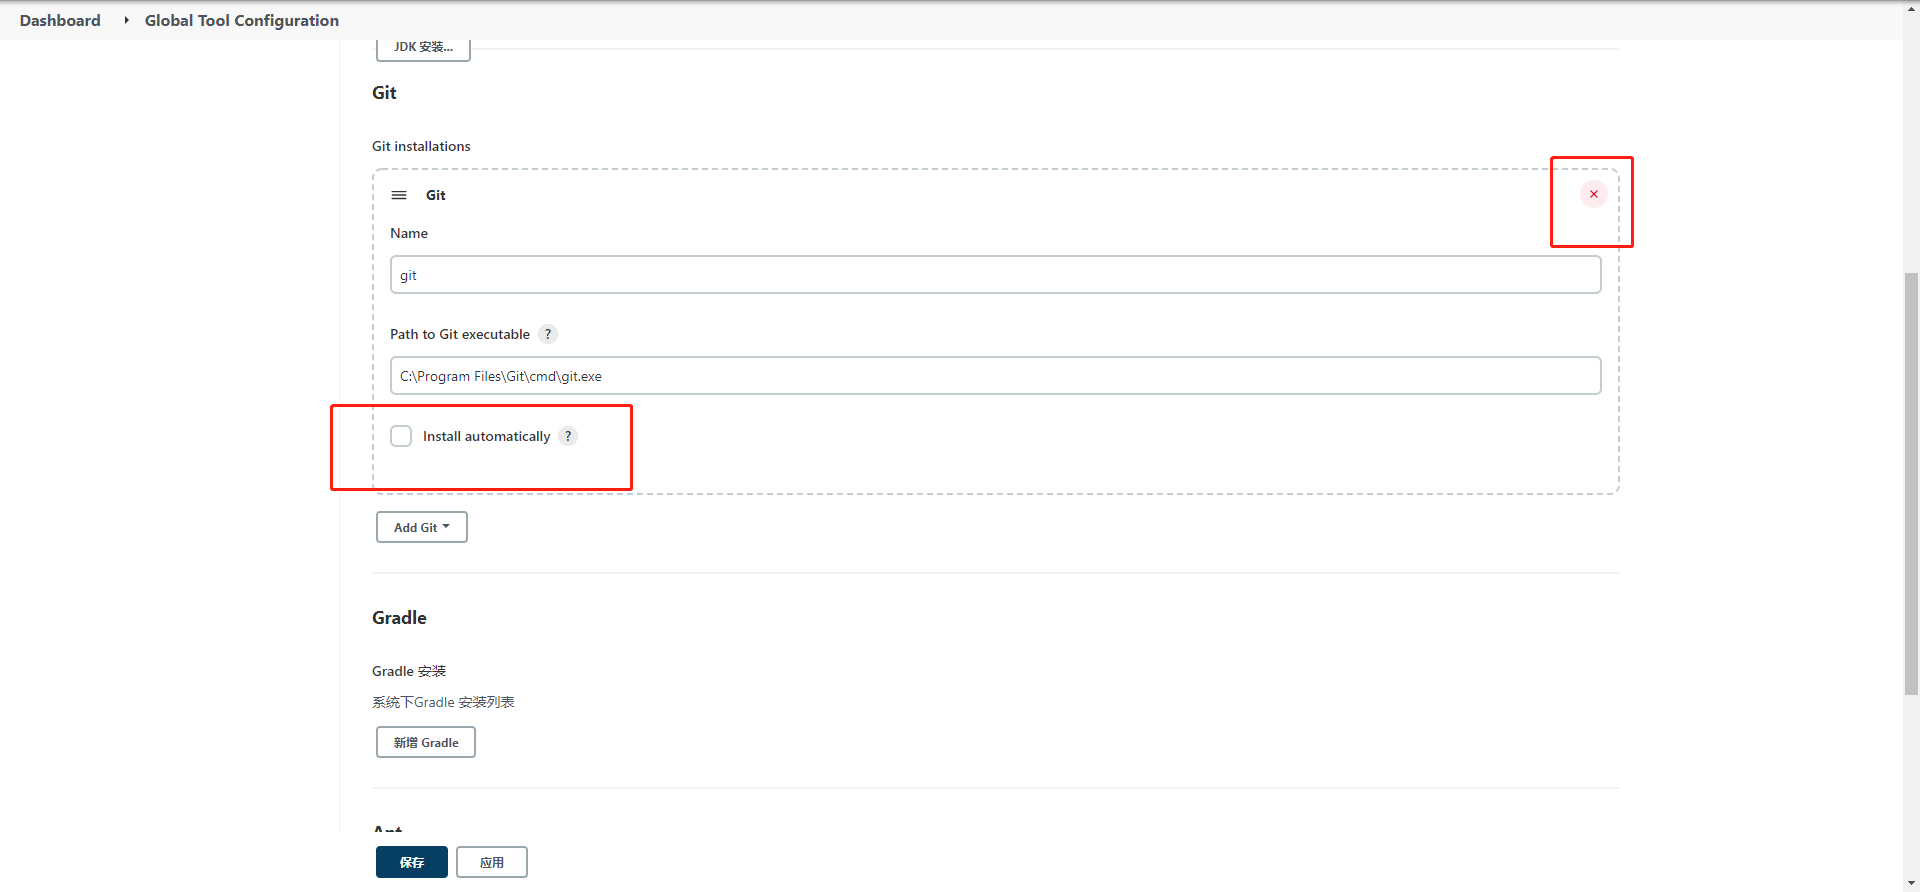 Dashboard Global Tool Configuration
JDK 安装...
Git
Git installations
Git
Name
git
Path to Git executable ?
C:\Program Files\Git\cmd\git.exe
Install automatically ?
Add Git
Gradle
Gradle 安装
系统下Gradle 安装列表
新增 Gradle
Ant
保存 应用